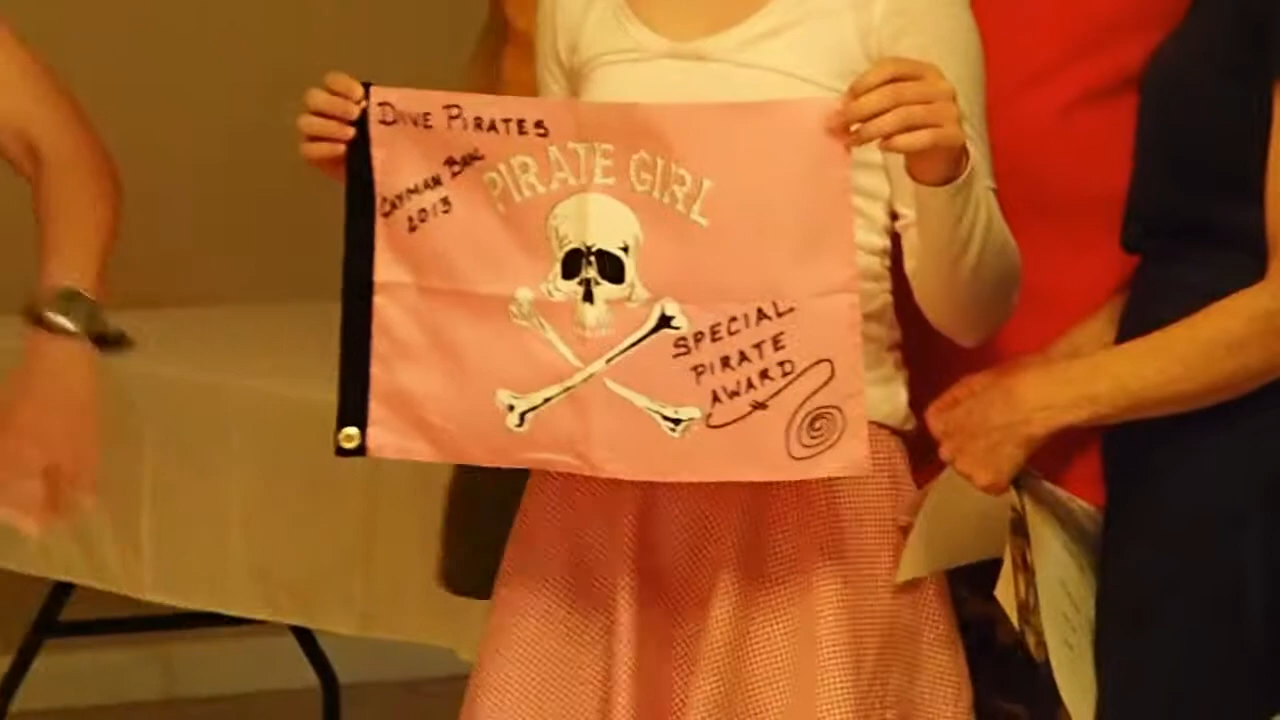 DIVE PIRATES
CAYMAN BRAC
2013
PIRATE GIRL
SPECIAL
PIRATE
AWARD